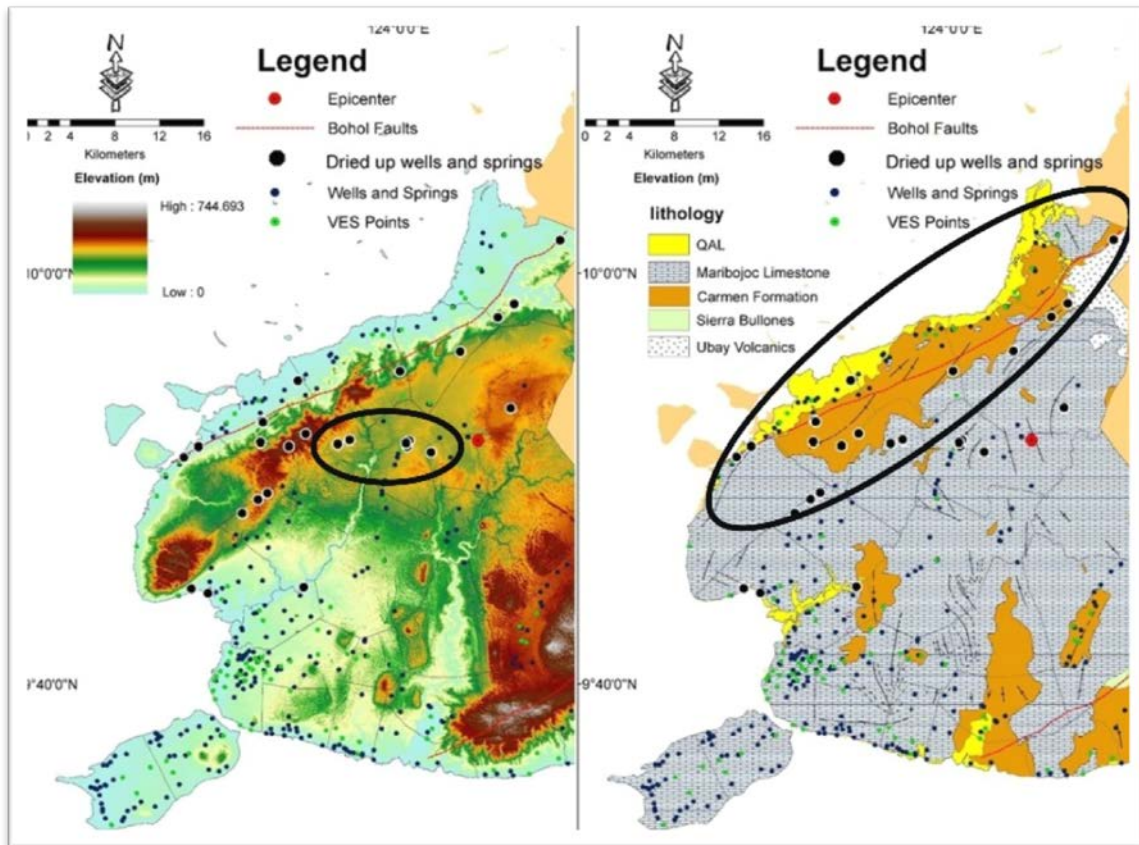 124°0'0"E
N
Legend
Epicenter
Bohol Faults
0 2 4 8 12 16
Kilometers
Dried up wells and springs
Elevation (m)
Wells and Springs
High : 744.693
VES Points
Low : 0
10°0'0"N
9°40'0"N
124°0'0"E
N
Legend
Epicenter
Bohol Faults
0 2 4 8 12 16
Kilometers
Dried up wells and springs
Elevation (m)
Wells and Springs
VES Points
lithology
QAL
Maribojoc Limestone
Carmen Formation
Sierra Bullones
Ubay Volcanics
10°0'0"N
9°40'0"N